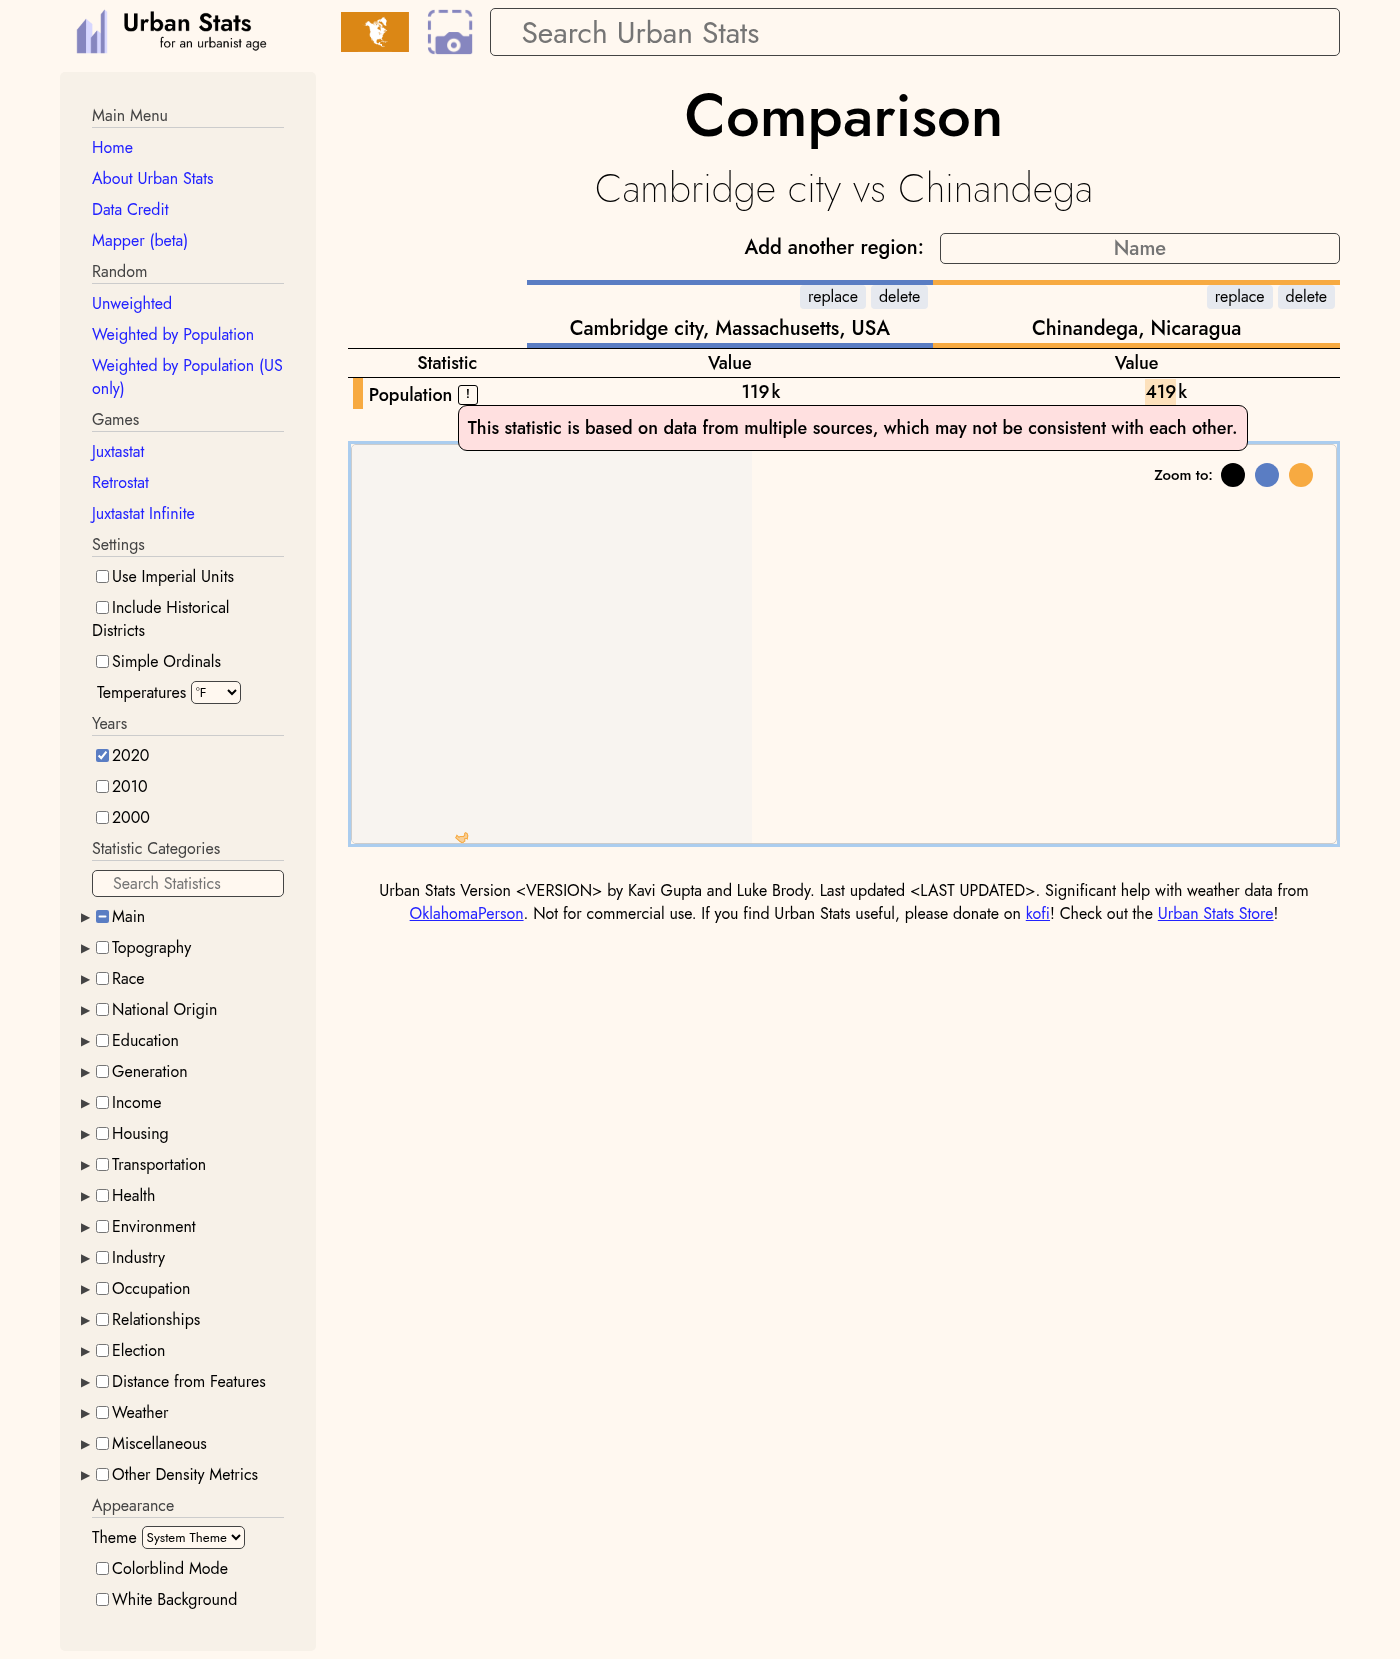 Urban Stats
for an urbanist age
Search Urban Stats
Main Menu
Home
About Urban Stats
Data Credit
Mapper (beta)
Random
Unweighted
Weighted by Population
Weighted by Population (US
only)
Games
Juxtastat
Retrostat
Juxtastat Infinite
Settings
Use Imperial Units
Include Historical
Districts
Simple Ordinals
Temperatures °F
Years
2020
2010
2000
Statistic Categories
Search Statistics
Main
Topography
Race
National Origin
Education
Generation
Income
Housing
Transportation
Health
Environment
Industry
Occupation
Relationships
Election
Distance from Features
Weather
Miscellaneous
Other Density Metrics
Appearance
Theme System Theme
Colorblind Mode
White Background
Comparison
Cambridge city vs Chinandega
Add another region: Name
replace delete replace delete
Cambridge city, Massachusetts, USA Chinandega, Nicaragua
Statistic Value Value
Population ! 119k 419k
This statistic is based on data from multiple sources, which may not be consistent with each other.
Zoom to:
Urban Stats Version <VERSION> by Kavi Gupta and Luke Brody. Last updated <LAST UPDATED>. Significant help with weather data from
OklahomaPerson. Not for commercial use. If you find Urban Stats useful, please donate on kofi! Check out the Urban Stats Store!